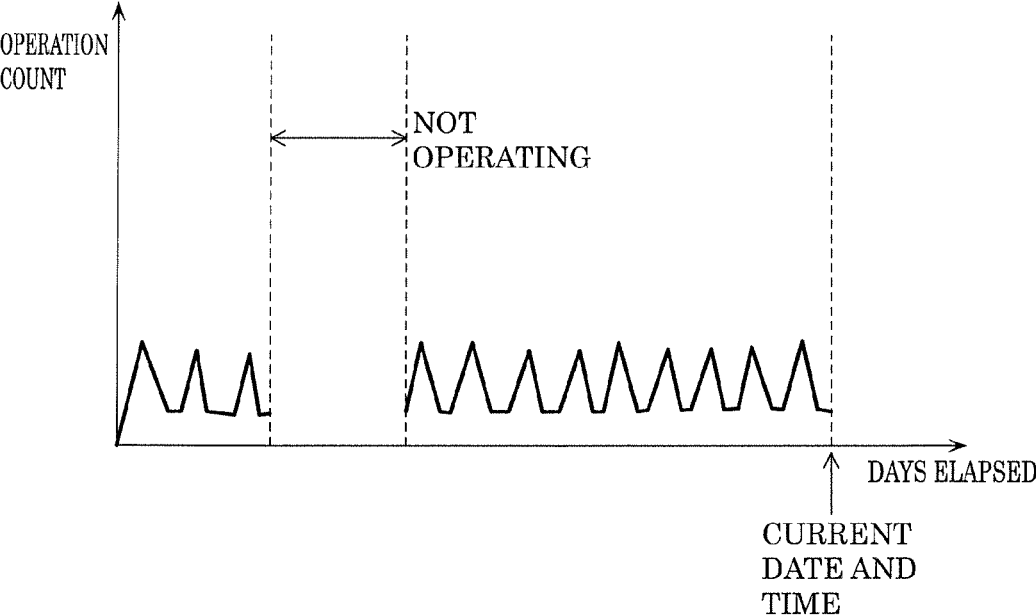 OPERATION
COUNT
NOT
OPERATING
DAYS ELAPSED
CURRENT
DATE AND
TIME